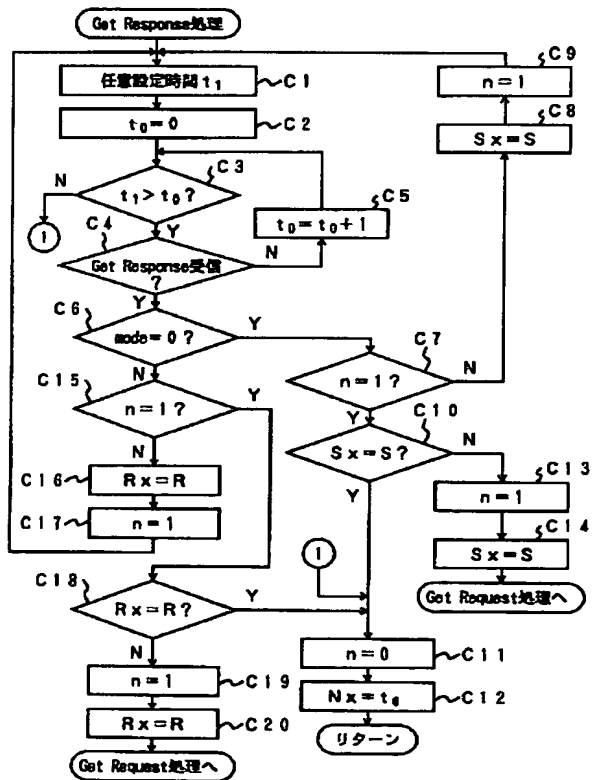 Get Response処理
任意設定時間 t₁
C1
t₀=0
C2
t₁>t₀?
C3
N
Y
1
C4
Get Response受信
?
N
Y
t₀=t₀+1
C5
C6
mode=0?
Y
N
C7
n=1?
N
Y
C8
Sx=S
C9
n=1
C10
Sx=S?
N
Y
C13
n=1
C14
Sx=S
Get Request処理へ
C15
n=1?
Y
N
C16
Rx=R
C17
n=1
1
C18
Rx=R?
Y
N
n=1
C19
Rx=R
C20
Get Request処理へ
n=0
C11
Nx=t₀
C12
リターン